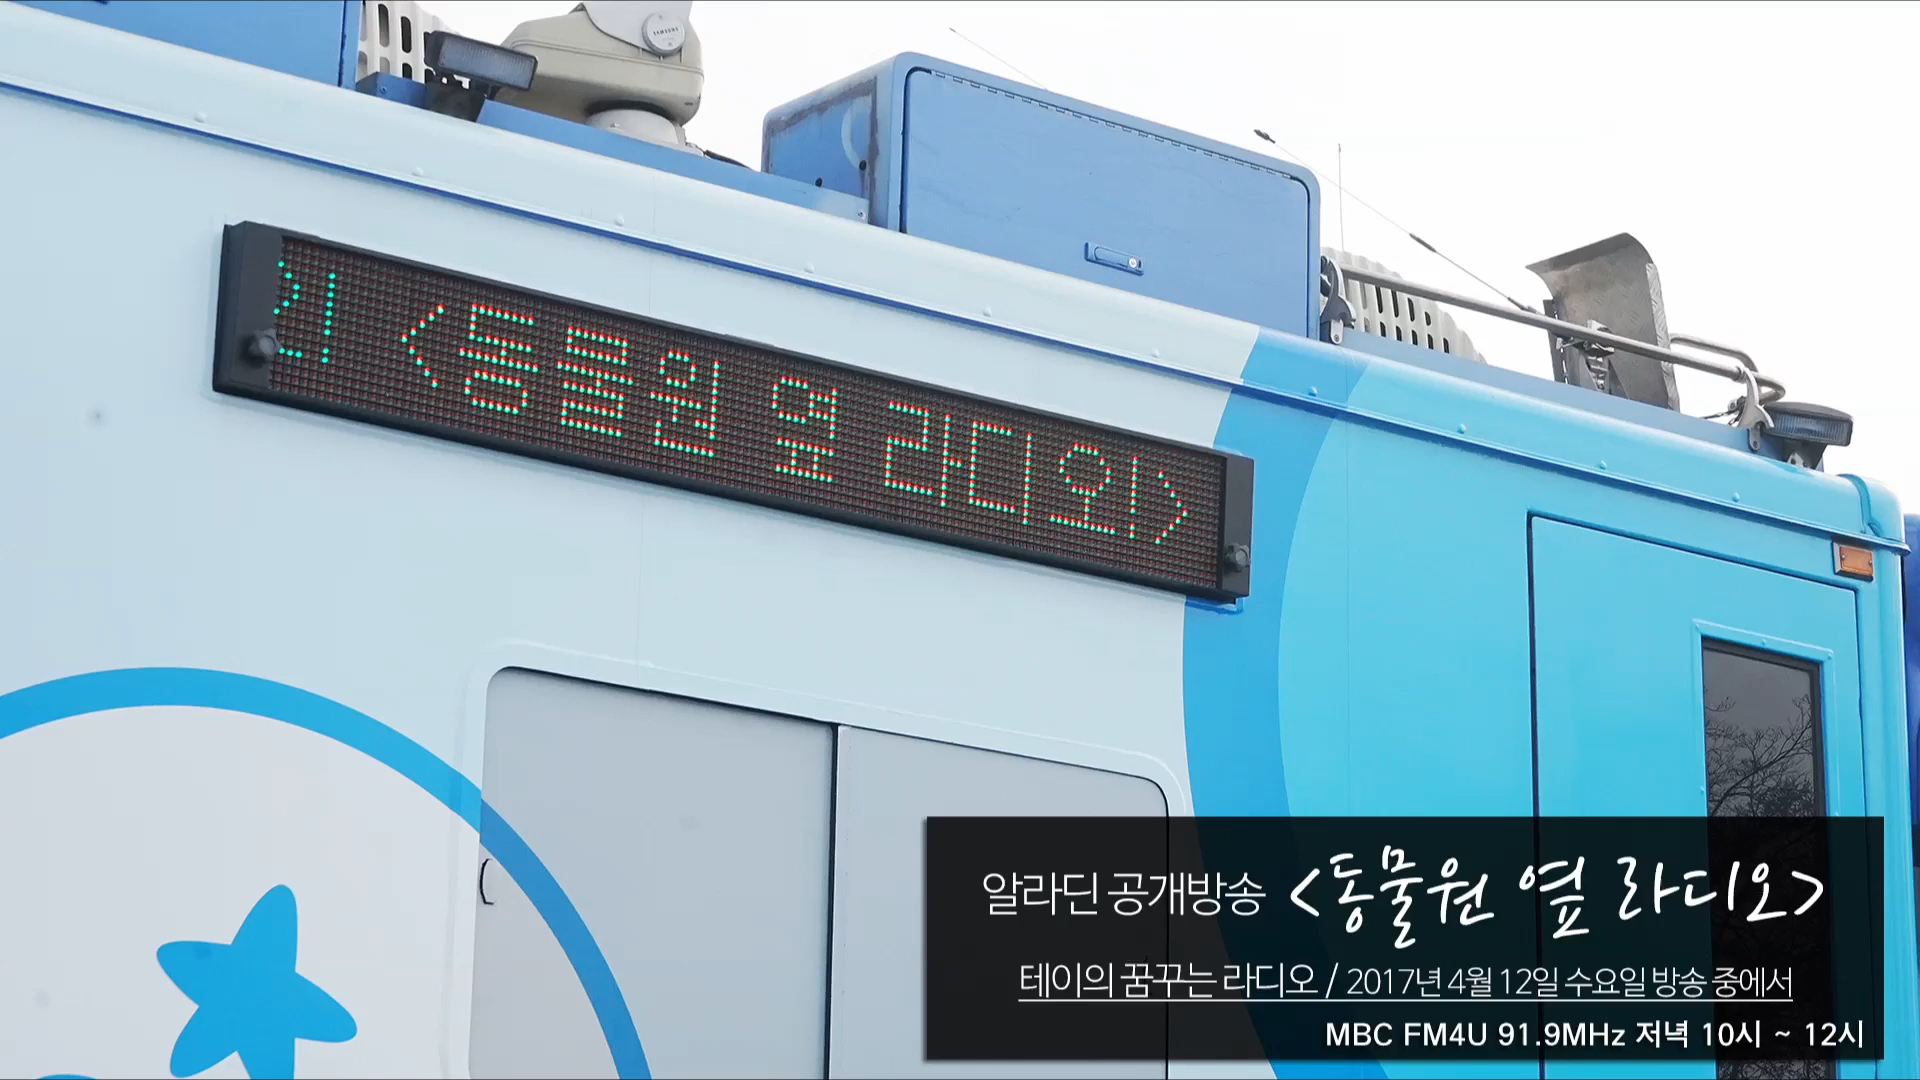 SAMSUNG
<동물원 옆 라디오!>
알라딘 공개방송 <동물원 옆 라디오>
테이의 꿈꾸는 라디오 / 2017년 4월 12일 수요일 방송 중에서
MBC FM4U 91.9MHz 저녁 10시 ~ 12시